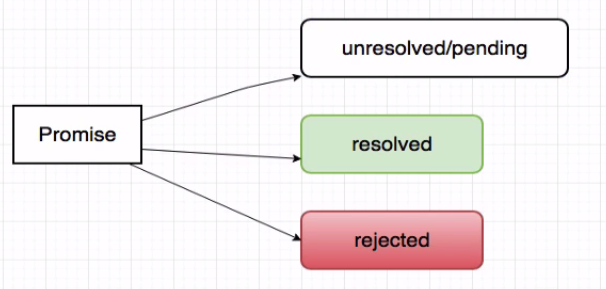 unresolved/pending
Promise
resolved
rejected